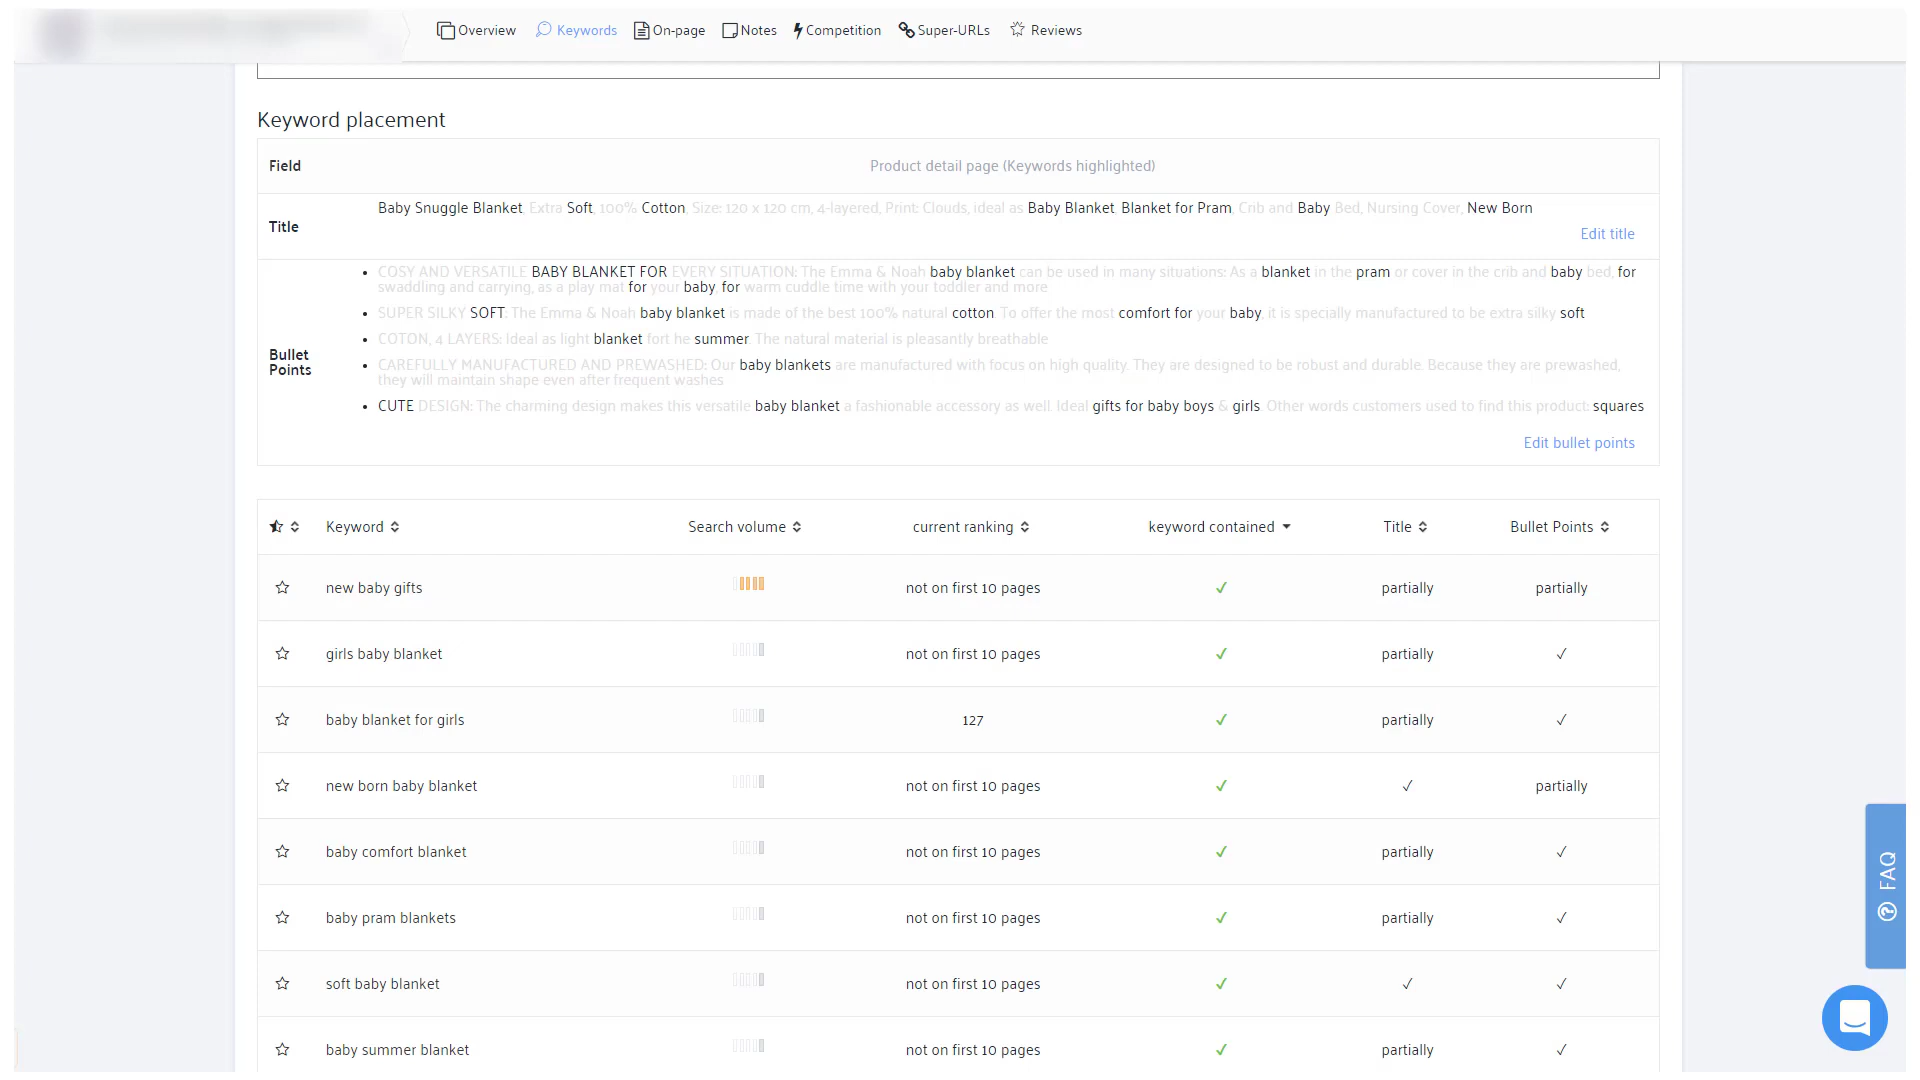 Overview Keywords On-page Notes Competition Super-URLs Reviews
Keyword placement
Field Product detail page (Keywords highlighted)
Title
Baby Snuggle Blanket, Extra Soft, 100% Cotton, Size: 120 x 120 cm, 4-layered, Print: Clouds, ideal as Baby Blanket, Blanket for Pram, Crib and Baby Bed, Nursing Cover, New Born
Edit title
Bullet
Points
• COSY AND VERSATILE BABY BLANKET FOR EVERY SITUATION: The Emma & Noah baby blanket can be used in many situations: As a blanket in the pram or cover in the crib and baby bed, for
swaddling and carrying, as a play mat for your baby, for warm cuddle time with your toddler and more
• SUPER SILKY SOFT: The Emma & Noah baby blanket is made of the best 100% natural cotton. To offer the most comfort for your baby, it is specially manufactured to be extra silky soft
• COTON, 4 LAYERS: Ideal as light blanket fort he summer. The natural material is pleasantly breathable
• CAREFULLY MANUFACTURED AND PREWASHED: Our baby blankets are manufactured with focus on high quality. They are designed to be robust and durable. Because they are prewashed,
they will maintain shape even after frequent washes
• CUTE DESIGN: The charming design makes this versatile baby blanket a fashionable accessory as well. Ideal gifts for baby boys & girls. Other words customers used to find this product: squares
Edit bullet points
Keyword Search volume current ranking keyword contained Title Bullet Points
new baby gifts not on first 10 pages ✓ partially partially
girls baby blanket not on first 10 pages ✓ partially ✓
baby blanket for girls 127 ✓ partially ✓
new born baby blanket not on first 10 pages ✓ ✓ partially
baby comfort blanket not on first 10 pages ✓ partially ✓
baby pram blankets not on first 10 pages ✓ partially ✓
soft baby blanket not on first 10 pages ✓ ✓ ✓
baby summer blanket not on first 10 pages ✓ partially ✓
FAQ